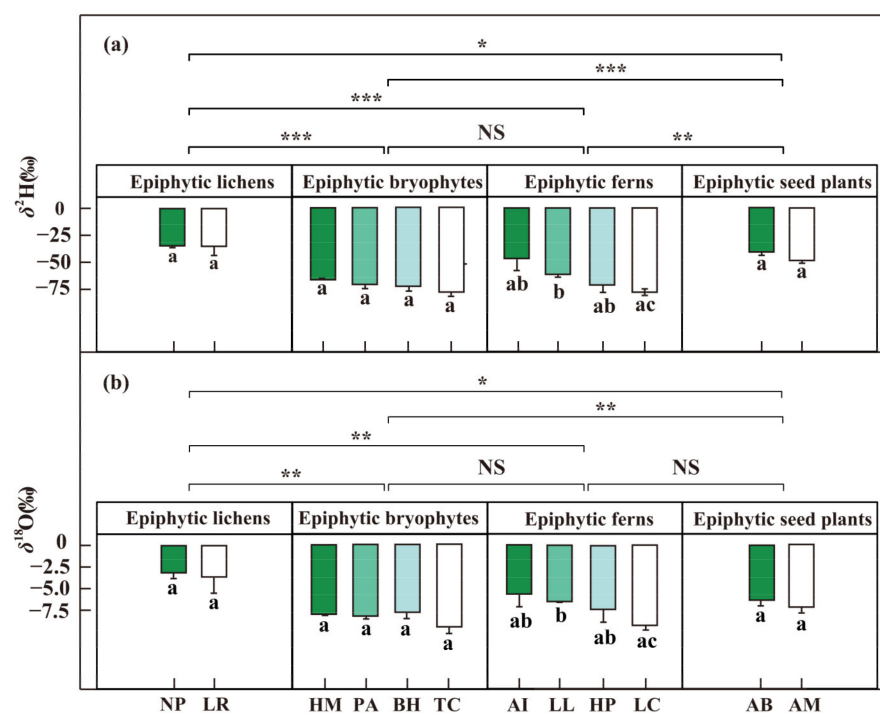 (a)
*
***
***
***
NS
**
Epiphytic lichens
Epiphytic bryophytes
Epiphytic ferns
Epiphytic seed plants
δ²H(‰)
0
−25
−50
−75
a
a
a
a
a
a
ab
b
ab
ac
a
a
(b)
*
**
**
**
NS
NS
Epiphytic lichens
Epiphytic bryophytes
Epiphytic ferns
Epiphytic seed plants
δ¹⁸O(‰)
0
−2.5
−5.0
−7.5
a
a
a
a
a
a
ab
b
ab
ac
a
a
NP LR HM PA BH TC AI LL HP LC AB AM